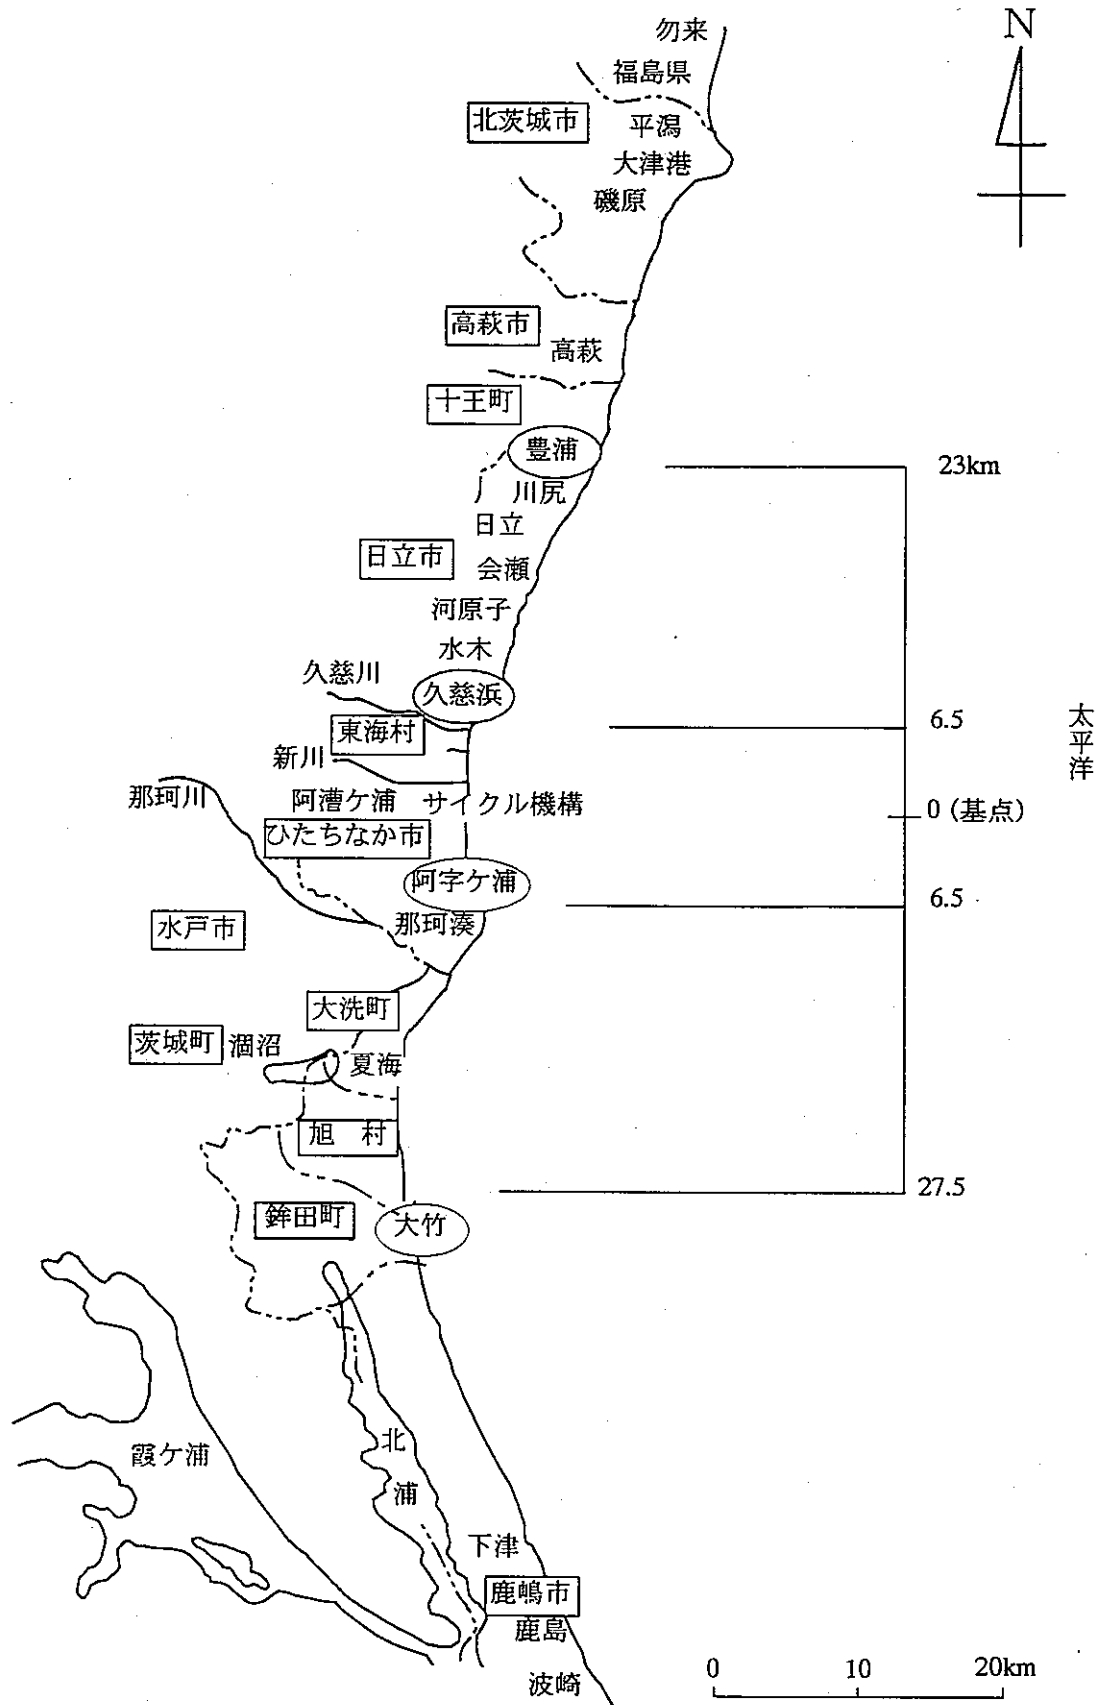 N
勿来
福島県
北茨城市
平潟
大津港
磯原
高萩市
高萩
十王町
豊浦
23km
川尻
日立
日立市
会瀬
河原子
水木
久慈川
久慈浜
東海村
6.5
太平洋
新川
那珂川
阿漕ケ浦
サイクル機構
0 (基点)
ひたちなか市
阿字ケ浦
6.5
那珂湊
水戸市
大洗町
茨城町
涸沼
夏海
旭 村
27.5
鉾田町
大竹
北浦
霞ケ浦
下津
鹿嶋市
鹿島
波崎
0 10 20km